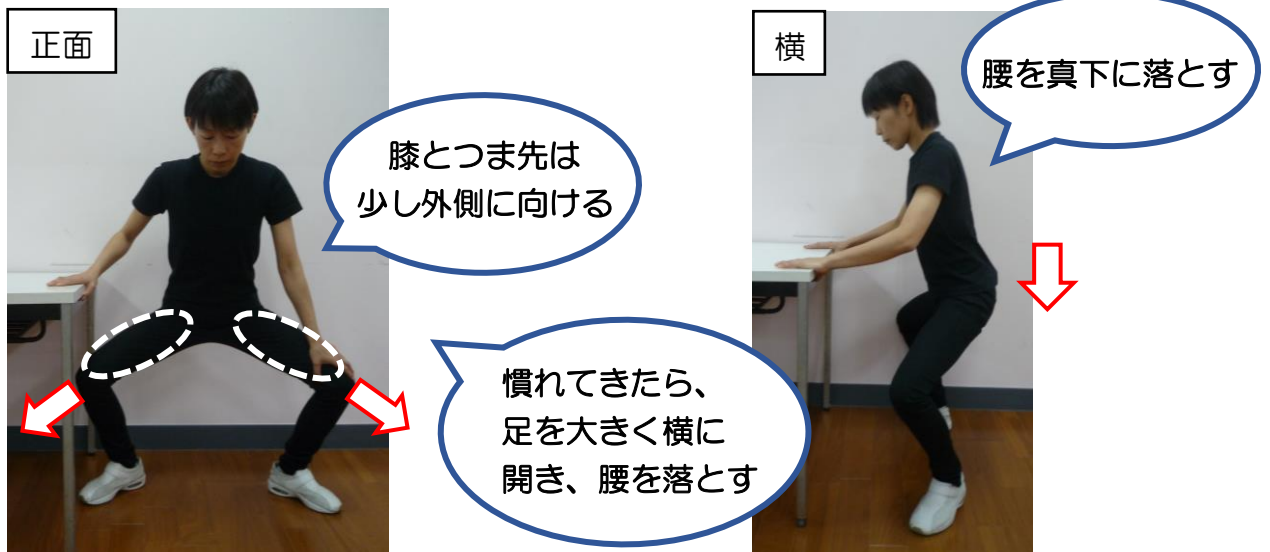 正面
膝とつま先は
少し外側に向ける
慣れてきたら、
足を大きく横に
開き、腰を落とす
横
腰を真下に落とす